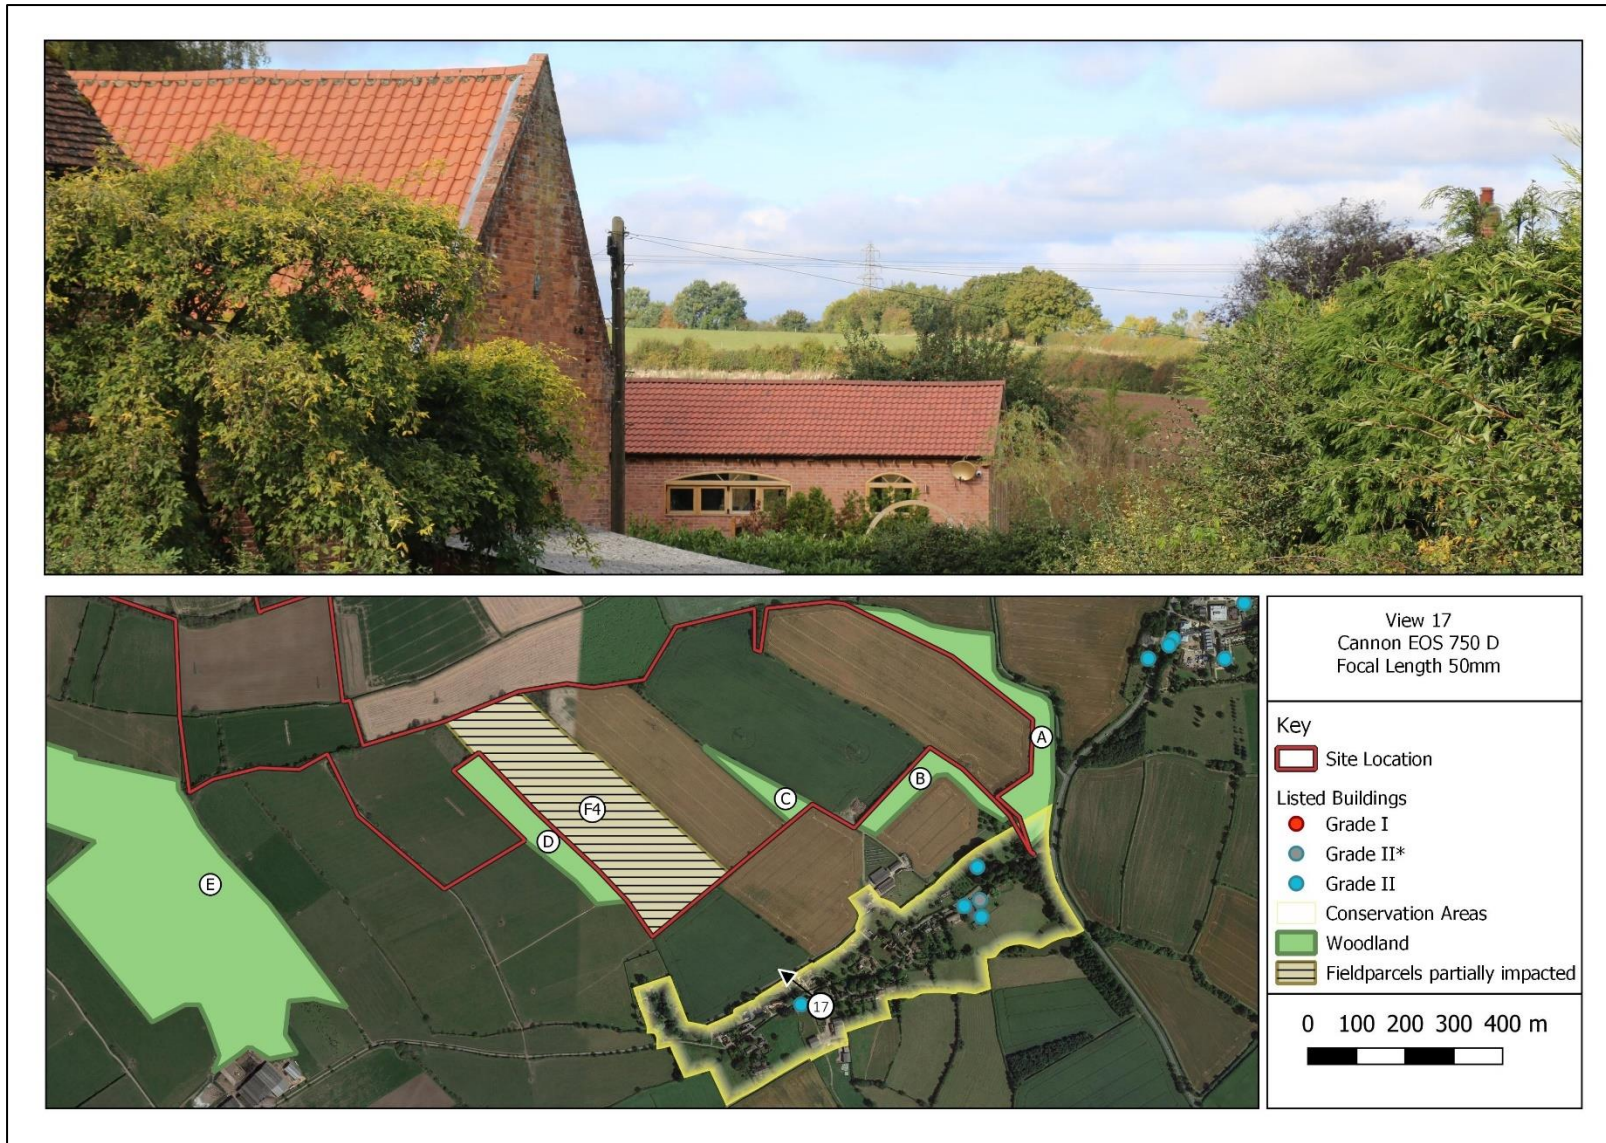 View 17
Cannon EOS 750 D
Focal Length 50mm
Key
Site Location
Listed Buildings
Grade I
Grade II*
Grade II
Conservation Areas
Woodland
Fieldparcels partially impacted
0 100 200 300 400 m
A
B
C
F4
D
E
17